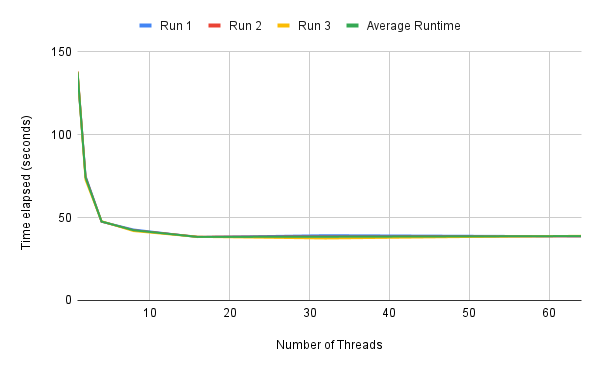 Run 1 Run 2 Run 3 Average Runtime
150
100
50
0
Time elapsed (seconds)
10 20 30 40 50 60
Number of Threads